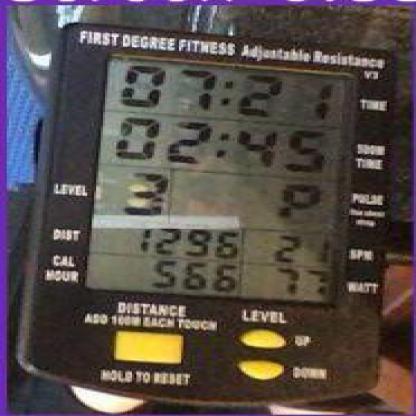 FIRST DEGREE FITNESS Adjustable Resistance
V3
07:21 TIME
02:45 500M TIME
LEVEL 3 P PULSE
DIST 1296 21 SPM
CAL HOUR 566 77 WATT
DISTANCE
ADD 100M EACH TOUCH
LEVEL
UP
DOWN
HOLD TO RESET